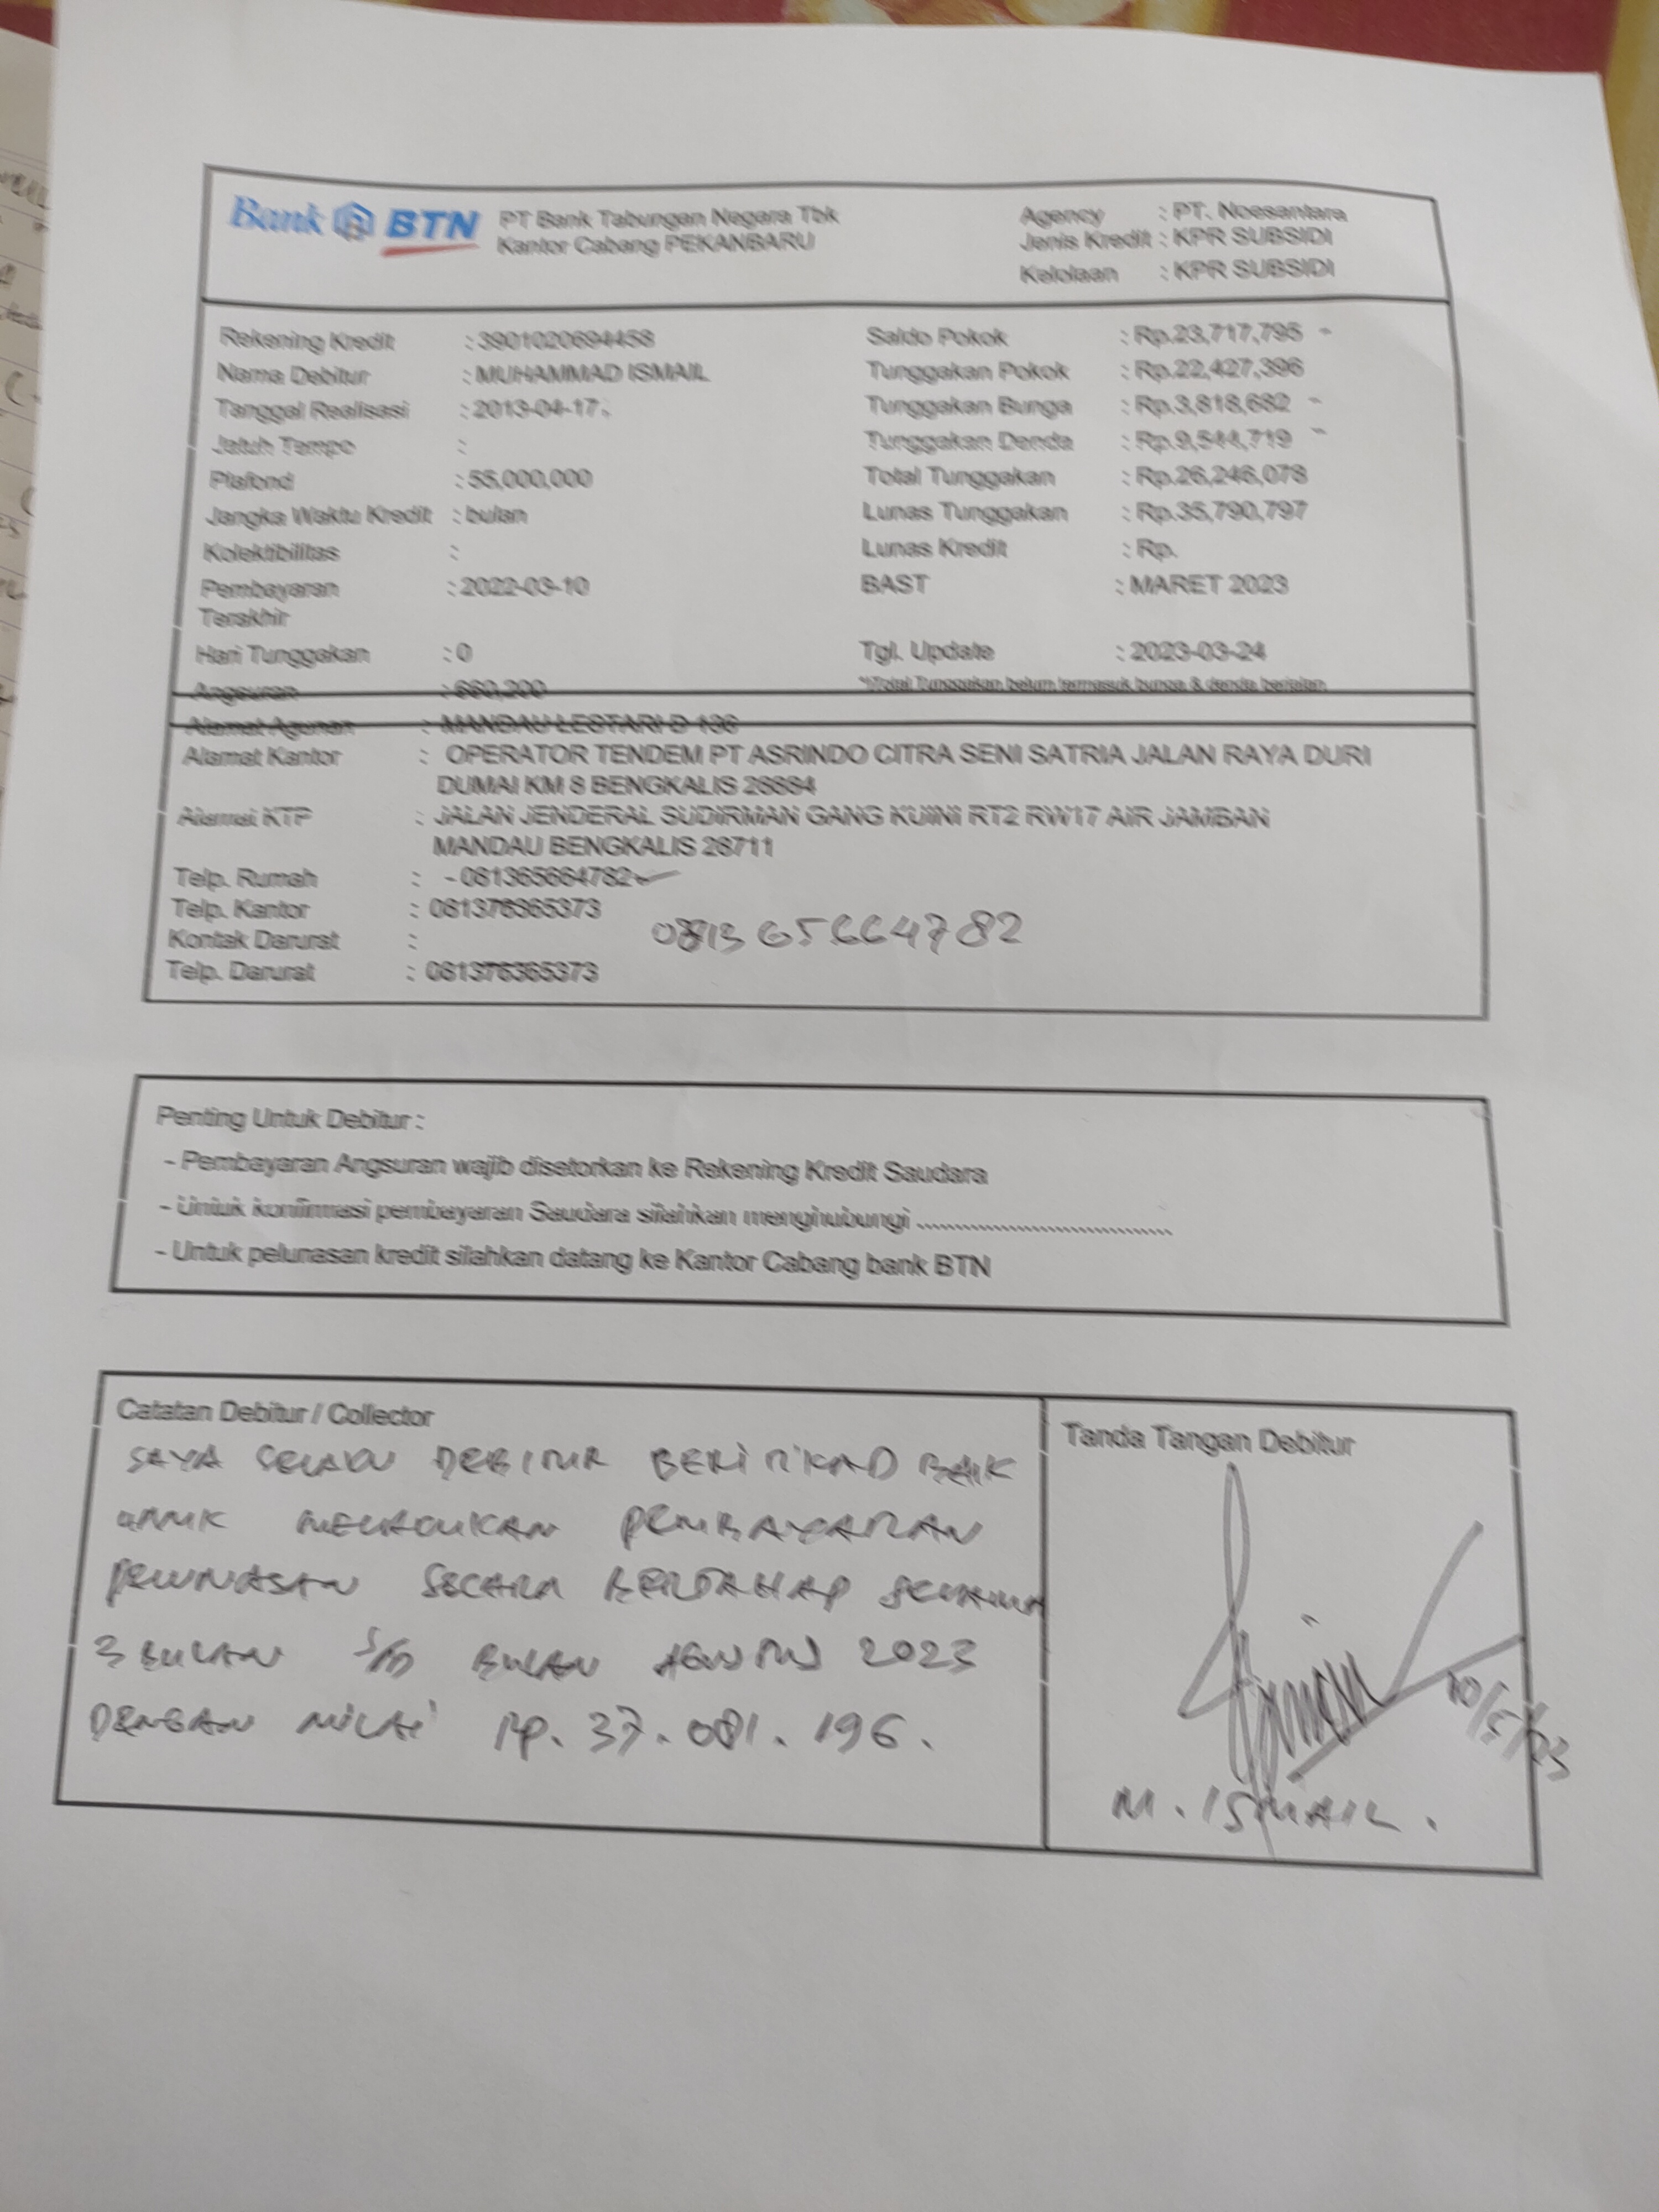 Bank BTN PT Bank Tabungan Negara Tbk
Kantor Cabang PEKANBARU
Agency : PT. Noesantara
Jenis Kredit : KPR SUBSIDI
Kelolaan : KPR SUBSIDI
Rekening Kredit : 3901020694458
Nama Debitur : MUHAMMAD ISMAIL
Tanggal Realisasi : 2013-04-17
Jatuh Tempo :
Plafond : 55,000,000
Jangka Waktu Kredit : bulan
Kolektibilitas :
Pembayaran : 2022-03-10
Terakhir
Hari Tunggakan : 0
Angsuran : 660,200
Saldo Pokok : Rp.23,717,795
Tunggakan Pokok : Rp.22,427,396
Tunggakan Bunga : Rp.3,818,682
Tunggakan Denda : Rp.9,544,719
Total Tunggakan : Rp.26,246,078
Lunas Tunggakan : Rp.35,790,797
Lunas Kredit : Rp.
BAST : MARET 2023
Tgl. Update : 2023-03-24
*)Total Tunggakan belum termasuk bunga & denda berjalan
Alamat Agunan : MANDAU LESTARI D 136
Alamat Kantor : OPERATOR TENDEM PT ASRINDO CITRA SENI SATRIA JALAN RAYA DURI
DUMAI KM 8 BENGKALIS 28884
Alamat KTP : JALAN JENDERAL SUDIRMAN GANG KUINI RT2 RW17 AIR JAMBAN
MANDAU BENGKALIS 28711
Telp. Rumah : - 081365664782
Telp. Kantor : 081376365373
Kontak Darurat :
081365664782
Telp. Darurat : 081376365373
Penting Untuk Debitur :
- Pembayaran Angsuran wajib disetorkan ke Rekening Kredit Saudara
- Untuk konfirmasi pembayaran Saudara silahkan menghubungi ..................................
- Untuk pelunasan kredit silahkan datang ke Kantor Cabang bank BTN
Catatan Debitur / Collector
SAYA SELAKU DEBITUR BERITIKAD BAIK
UNTUK MELAKUKAN PEMBAYARAN
PELUNASAN SECARA BERTAHAP SELAMA
3 BULAN S/D BULAN AGUSTUS 2023
DENGAN NILAI Rp. 37.081.196.
Tanda Tangan Debitur
10/5/23
M. ISMAIL.